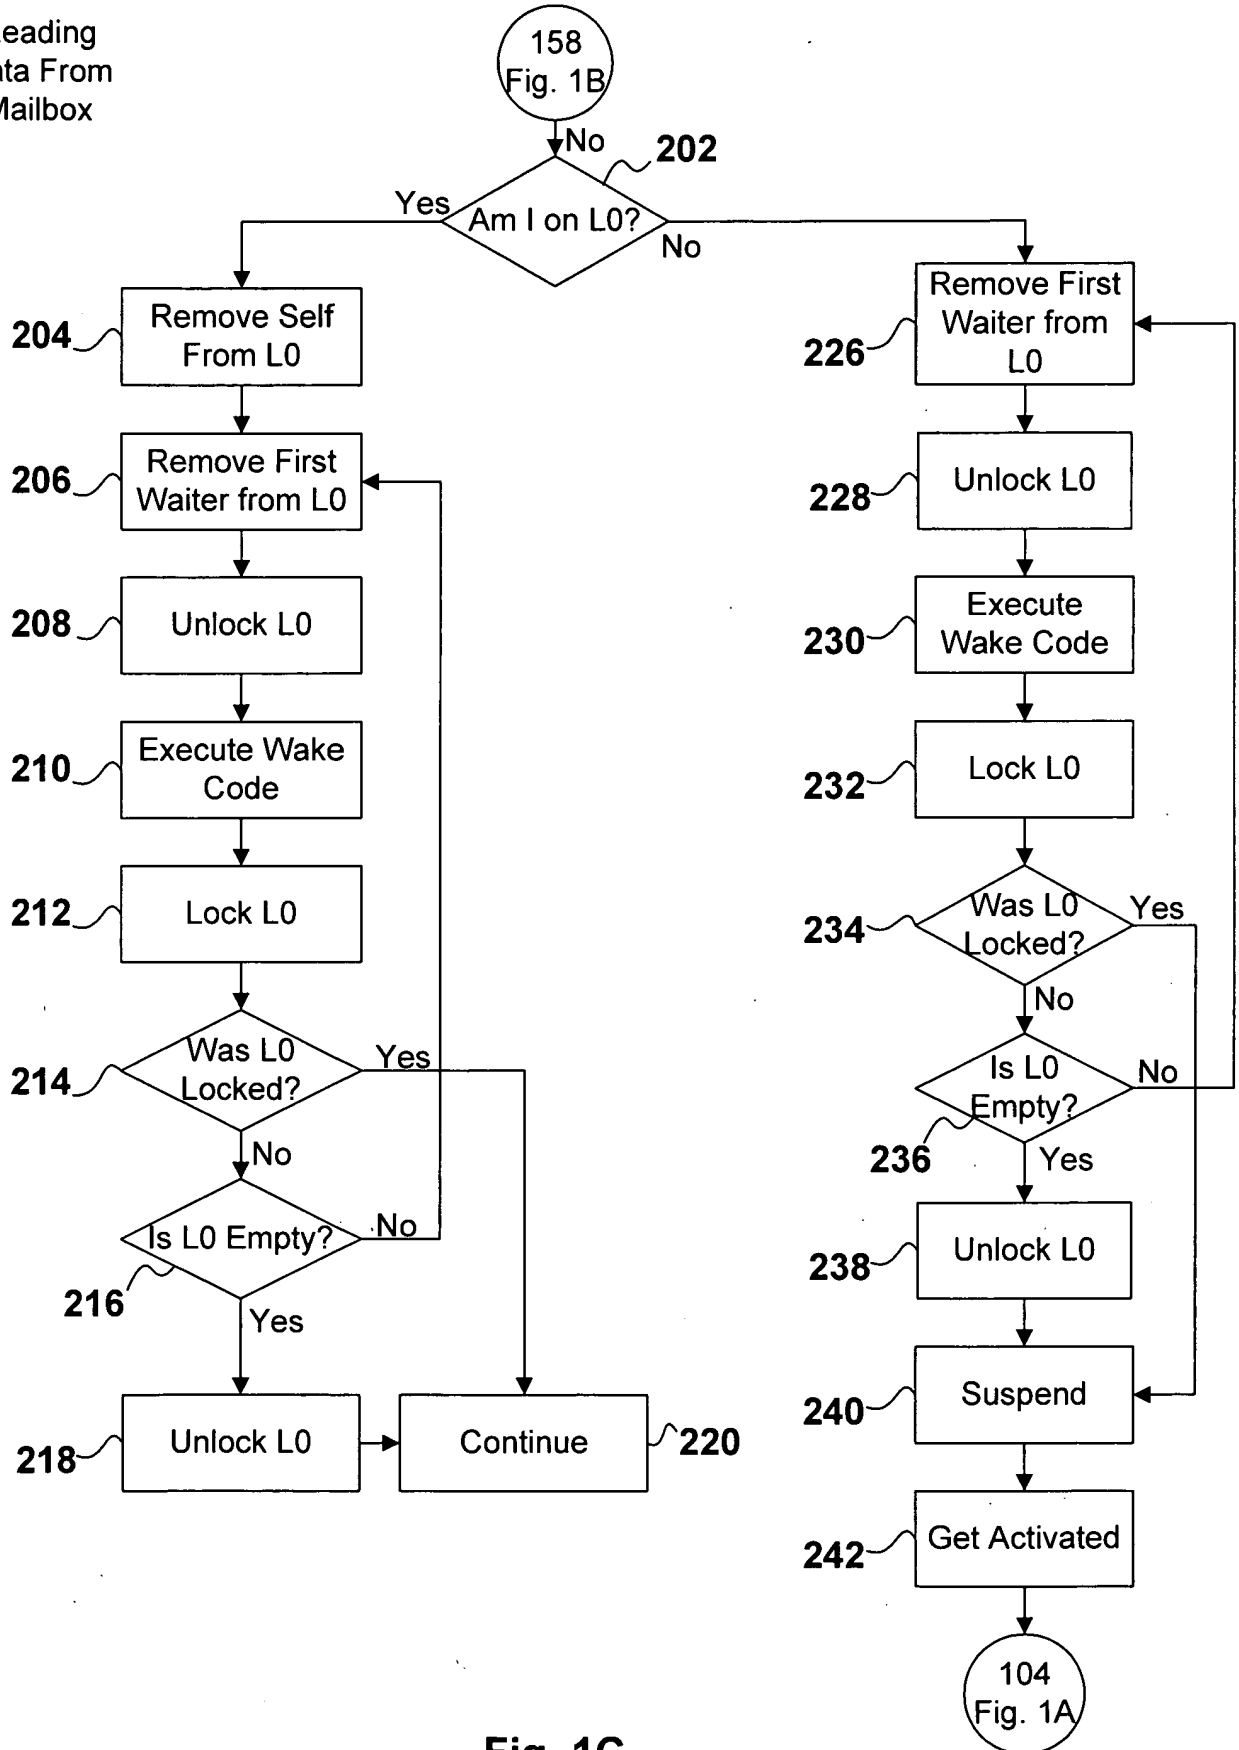 eading
ata From
Mailbox
158
Fig. 1B
No
202
Yes
Am I on L0?
No
204
Remove Self
From L0
206
Remove First
Waiter from L0
208
Unlock L0
210
Execute Wake
Code
212
Lock L0
214
Was L0
Locked?
Yes
No
Is L0 Empty?
No
216
Yes
218
Unlock L0
Continue
220
226
Remove First
Waiter from
L0
228
Unlock L0
230
Execute
Wake Code
232
Lock L0
234
Was L0
Locked?
Yes
No
Is L0
Empty?
No
236
Yes
238
Unlock L0
240
Suspend
242
Get Activated
104
Fig. 1A
Fig. 1C